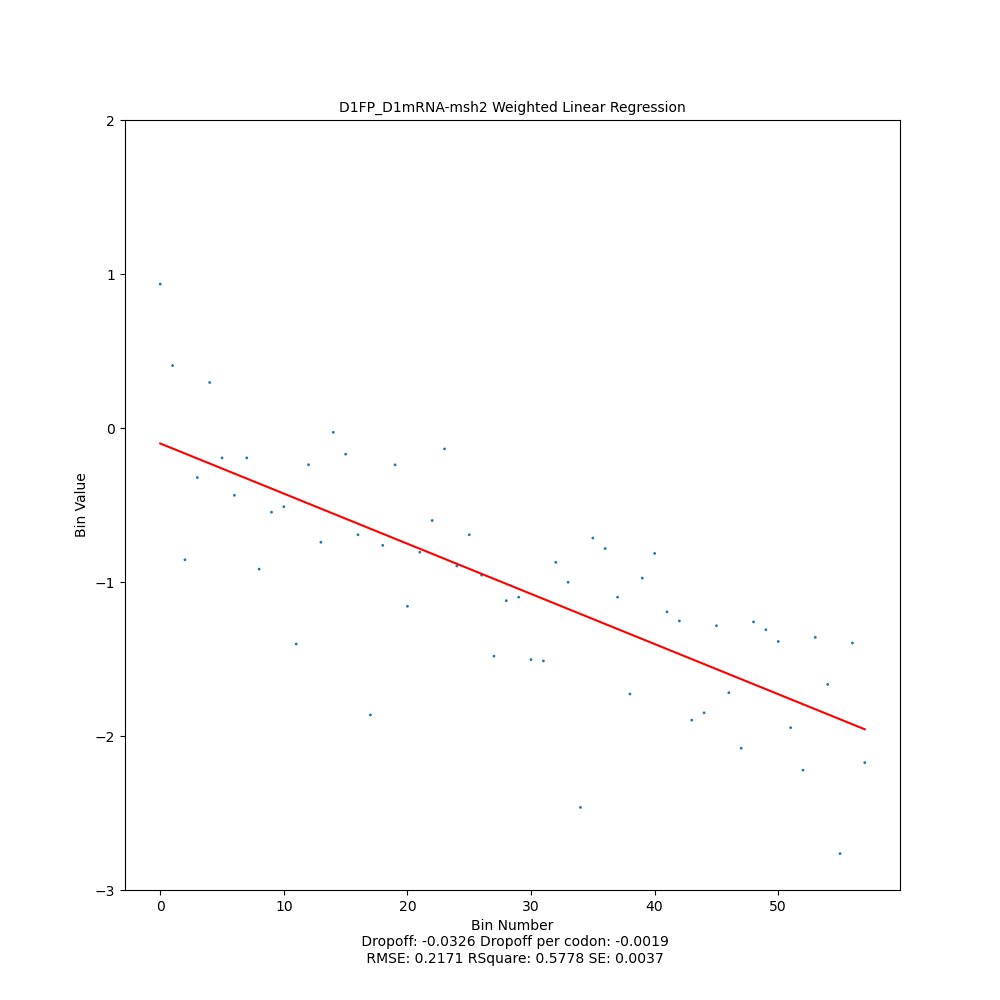 D1FP_D1mRNA-msh2 Weighted Linear Regression
2
1
0
−1
−2
−3
Bin Value
0 10 20 30 40 50
Bin Number
Dropoff: -0.0326 Dropoff per codon: -0.0019
RMSE: 0.2171 RSquare: 0.5778 SE: 0.0037